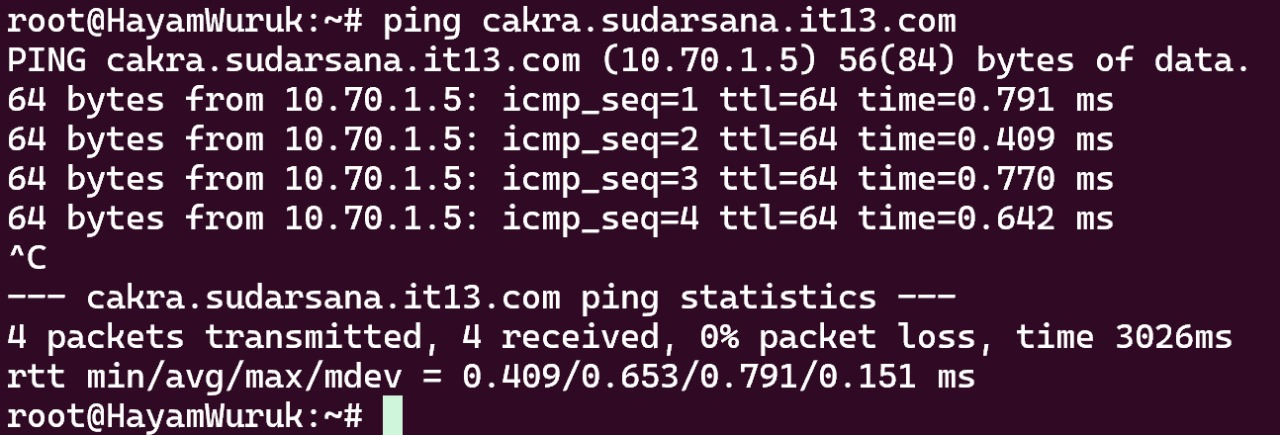 root@HayamWuruk:~# ping cakra.sudarsana.it13.com
PING cakra.sudarsana.it13.com (10.70.1.5) 56(84) bytes of data.
64 bytes from 10.70.1.5: icmp_seq=1 ttl=64 time=0.791 ms
64 bytes from 10.70.1.5: icmp_seq=2 ttl=64 time=0.409 ms
64 bytes from 10.70.1.5: icmp_seq=3 ttl=64 time=0.770 ms
64 bytes from 10.70.1.5: icmp_seq=4 ttl=64 time=0.642 ms
^C
--- cakra.sudarsana.it13.com ping statistics ---
4 packets transmitted, 4 received, 0% packet loss, time 3026ms
rtt min/avg/max/mdev = 0.409/0.653/0.791/0.151 ms
root@HayamWuruk:~#